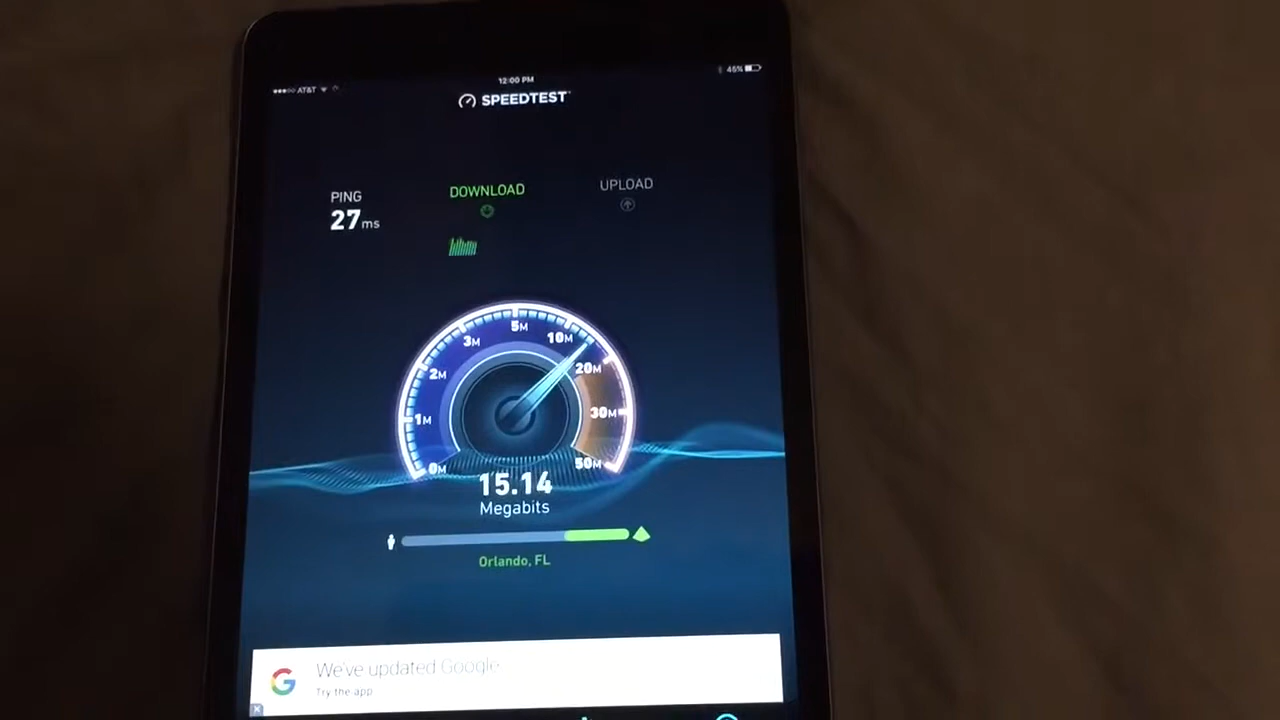 AT&T
12:00 PM
45%
SPEEDTEST
PING
27 ms
DOWNLOAD
UPLOAD
0M
1M
2M
3M
5M
10M
20M
30M
50M
15.14
Megabits
Orlando, FL
We've updated Google
Try the app